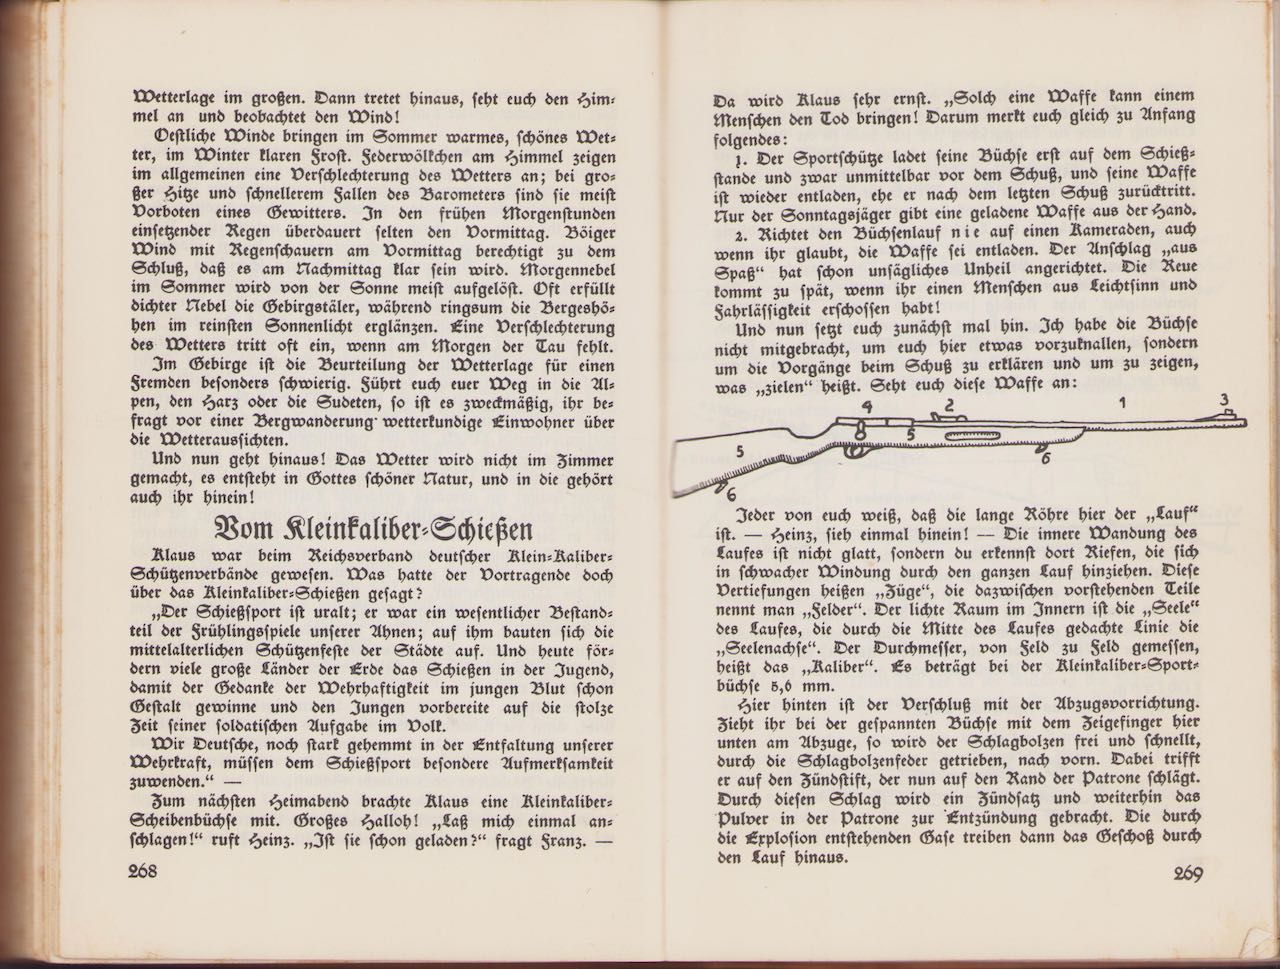 Wetterlage im großen. Dann tretet hinaus, seht euch den Him-
mel an und beobachtet den Wind!
Oestliche Winde bringen im Sommer warmes, schönes Wet-
ter, im Winter klaren Frost. Federwölkchen am Himmel zeigen
im allgemeinen eine Verschlechterung des Wetters an; bei gro-
ßer Hitze und schnellerem Fallen des Barometers sind sie meist
Vorboten eines Gewitters. In den frühen Morgenstunden
einsetzender Regen überdauert selten den Vormittag. Böiger
Wind mit Regenschauern am Vormittag berechtigt zu dem
Schluß, daß es am Nachmittag klar sein wird. Morgennebel
im Sommer wird von der Sonne meist aufgelöst. Oft erfüllt
dichter Nebel die Gebirgstäler, während ringsum die Bergeshö-
hen im reinsten Sonnenlicht erglänzen. Eine Verschlechterung
des Wetters tritt oft ein, wenn am Morgen der Tau fehlt.
Im Gebirge ist die Beurteilung der Wetterlage für einen
Fremden besonders schwierig. Führt euch euer Weg in die Al-
pen, den Harz oder die Sudeten, so ist es zweckmäßig, ihr be-
fragt vor einer Bergwanderung wetterkundige Einwohner über
die Wetteraussichten.
Und nun geht hinaus! Das Wetter wird nicht im Zimmer
gemacht, es entsteht in Gottes schöner Natur, und in die gehört
auch ihr hinein!
Vom Kleinkaliber-Schießen
Klaus war beim Reichsverband deutscher Klein-Kaliber-
Schützenverbände gewesen. Was hatte der Vortragende doch
über das Kleinkaliber-Schießen gesagt?
„Der Schießsport ist uralt; er war ein wesentlicher Bestand-
teil der Frühlingsspiele unserer Ahnen; auf ihm bauten sich die
mittelalterlichen Schützenfeste der Städte auf. Und heute för-
dern viele große Länder der Erde das Schießen in der Jugend,
damit der Gedanke der Wehrhaftigkeit im jungen Blut schon
Gestalt gewinne und den Jungen vorbereite auf die stolze
Zeit seiner soldatischen Aufgabe im Volk.
Wir Deutsche, noch stark gehemmt in der Entfaltung unserer
Wehrkraft, müssen dem Schießsport besondere Aufmerksamkeit
zuwenden.“ —
Zum nächsten Heimabend brachte Klaus eine Kleinkaliber-
Scheibenbüchse mit. Großes Halloh! „Laß mich einmal an-
schlagen!“ ruft Heinz. „Ist sie schon geladen?“ fragt Franz. —
268
Da wird Klaus sehr ernst. „Solch eine Waffe kann einem
Menschen den Tod bringen! Darum merkt euch gleich zu Anfang
folgendes:
1. Der Sportschütze ladet seine Büchse erst auf dem Schieß-
stande und zwar unmittelbar vor dem Schuß, und seine Waffe
ist wieder entladen, ehe er nach dem letzten Schuß zurücktritt.
Nur der Sonntagsjäger gibt eine geladene Waffe aus der Hand.
2. Richtet den Büchsenlauf nie auf einen Kameraden, auch
wenn ihr glaubt, die Waffe sei entladen. Der Anschlag „aus
Spaß“ hat schon unsägliches Unheil angerichtet. Die Reue
kommt zu spät, wenn ihr einen Menschen aus Leichtsinn und
Fahrlässigkeit erschossen habt!
Und nun setzt euch zunächst mal hin. Ich habe die Büchse
nicht mitgebracht, um euch hier etwas vorzuknallen, sondern
um die Vorgänge beim Schuß zu erklären und um zu zeigen,
was „zielen“ heißt. Seht euch diese Waffe an:
4 2 1 3
5 5 6
6
Jeder von euch weiß, daß die lange Röhre hier der „Lauf“
ist. — Heinz, sieh einmal hinein! — Die innere Wandung des
Laufes ist nicht glatt, sondern du erkennst dort Riefen, die sich
in schwacher Windung durch den ganzen Lauf hinziehen. Diese
Vertiefungen heißen „Züge“, die dazwischen vorstehenden Teile
nennt man „Felder“. Der lichte Raum im Innern ist die „Seele“
des Laufes, die durch die Mitte des Laufes gedachte Linie die
„Seelenachse“. Der Durchmesser, von Feld zu Feld gemessen,
heißt das „Kaliber“. Es beträgt bei der Kleinkaliber-Sport-
büchse 5,6 mm.
Hier hinten ist der Verschluß mit der Abzugsvorrichtung.
Zieht ihr bei der gespannten Büchse mit dem Zeigefinger hier
unten am Abzuge, so wird der Schlagbolzen frei und schnellt,
durch die Schlagbolzenfeder getrieben, nach vorn. Dabei trifft
er auf den Zündstift, der nun auf den Rand der Patrone schlägt.
Durch diesen Schlag wird ein Zündsatz und weiterhin das
Pulver in der Patrone zur Entzündung gebracht. Die durch
die Explosion entstehenden Gase treiben dann das Geschoß durch
den Lauf hinaus.
269